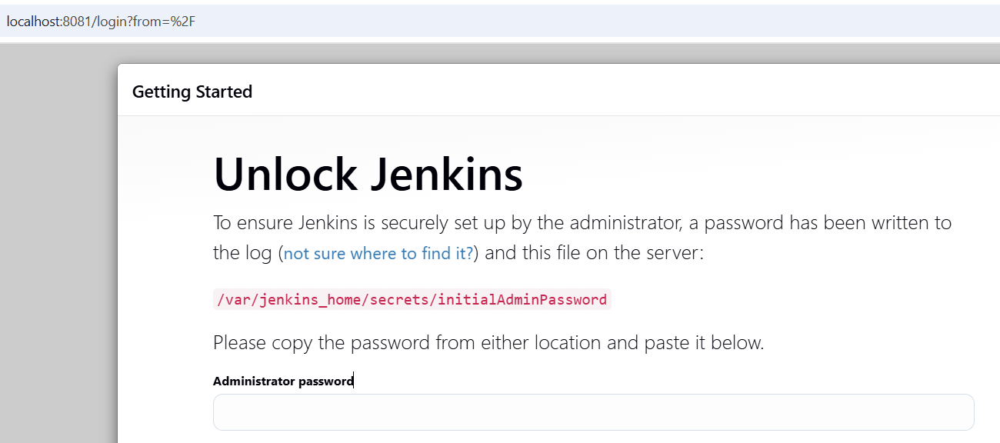 localhost:8081/login?from=%2F
Getting Started
Unlock Jenkins
To ensure Jenkins is securely set up by the administrator, a password has been written to
the log (not sure where to find it?) and this file on the server:
/var/jenkins_home/secrets/initialAdminPassword
Please copy the password from either location and paste it below.
Administrator password